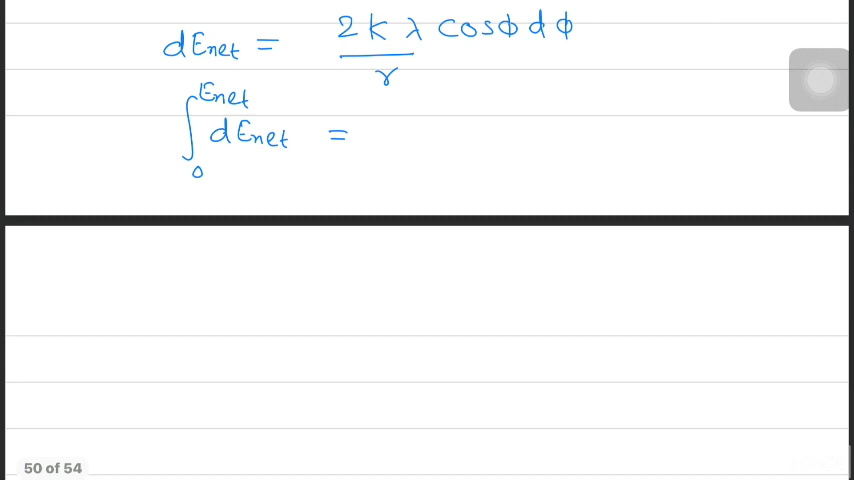 dEnet = 2kλ cosϕ dϕ / r
∫₀^Enet dEnet =
50 of 54